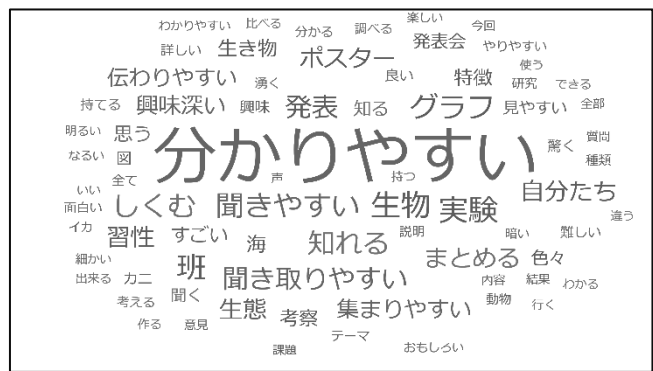 わかりやすい 比べる 分かる 調べる 楽しい 今回
詳しい 生き物 ポスター 発表会 やりやすい
伝わりやすい 湧く 良い 特徴 使う 研究 できる
持てる 興味深い 興味 発表 知る グラフ 見やすい 全部
明るい 思う 分かりやすい 驚く 質問
なるい 図 種類
いい 全て 声 持つ 自分たち
面白い しくむ 聞きやすい 生物 実験 違う
イカ 習性 すごい 海 知れる 説明 暗い 難しい
細かい 班 聞き取りやすい まとめる 色々
出来る カニ 内容 結果 わかる
考える 聞く 生態 考察 集まりやすい 動物 行く
作る 意見 テーマ
課題 おもしろい